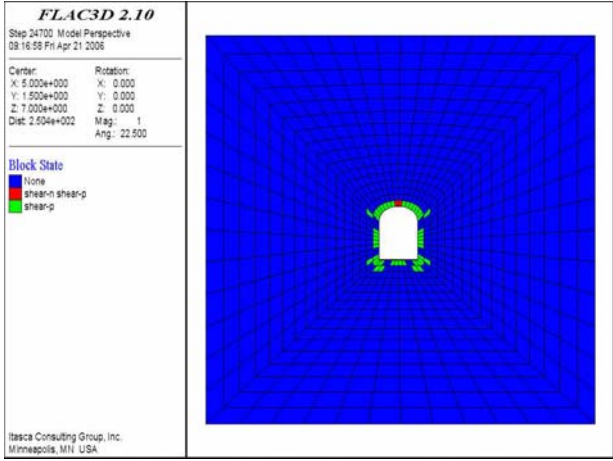 FLAC3D 2.10
Step 24700 Model Perspective
09:16:58 Fri Apr 21 2006
Center: Rotation:
X: 5.000e+000 X: 0.000
Y: 1.500e+000 Y: 0.000
Z: 7.000e+000 Z: 0.000
Dist: 2.504e+002 Mag.: 1
Ang.: 22.500
Block State
None
shear-n shear-p
shear-p
Itasca Consulting Group, Inc.
Minneapolis, MN USA